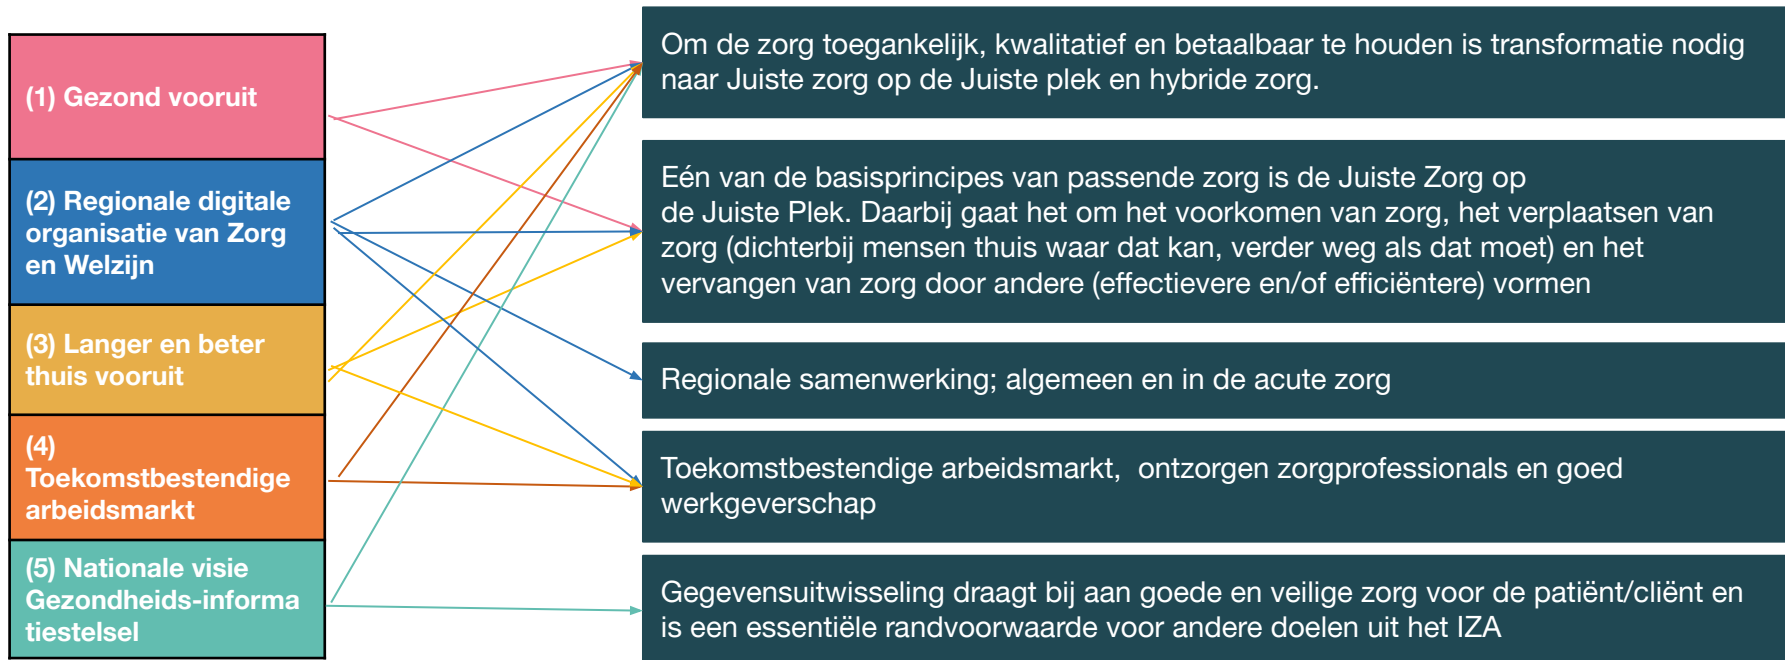 (1) Gezond vooruit
(2) Regionale digitale
organisatie van Zorg
en Welzijn
(3) Langer en beter
thuis vooruit
(4)
Toekomstbestendige
arbeidsmarkt
(5) Nationale visie
Gezondheids-informa
tiestelsel
Om de zorg toegankelijk, kwalitatief en betaalbaar te houden is transformatie nodig
naar Juiste zorg op de Juiste plek en hybride zorg.
Eén van de basisprincipes van passende zorg is de Juiste Zorg op
de Juiste Plek. Daarbij gaat het om het voorkomen van zorg, het verplaatsen van
zorg (dichterbij mensen thuis waar dat kan, verder weg als dat moet) en het
vervangen van zorg door andere (effectievere en/of efficiëntere) vormen
Regionale samenwerking; algemeen en in de acute zorg
Toekomstbestendige arbeidsmarkt,  ontzorgen zorgprofessionals en goed
werkgeverschap
Gegevensuitwisseling draagt bij aan goede en veilige zorg voor de patiënt/cliënt en
is een essentiële randvoorwaarde voor andere doelen uit het IZA